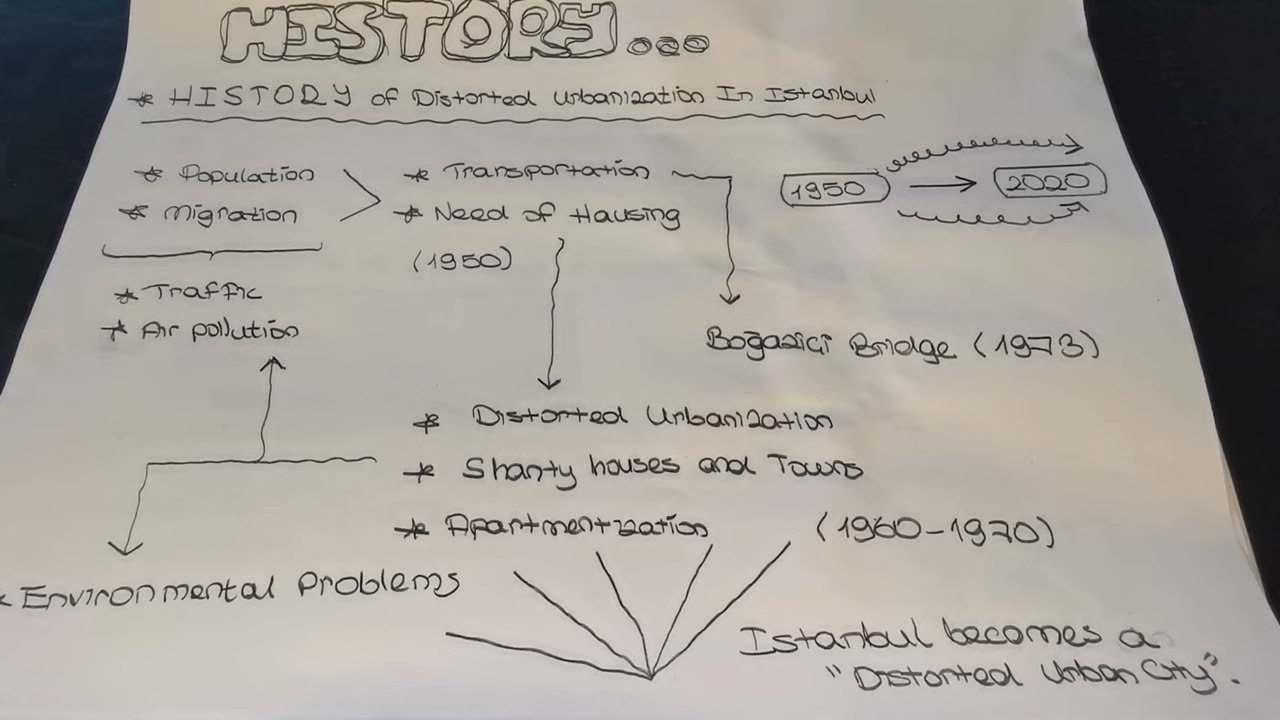 HISTORY...
* HISTORY of Distorted Urbanization In Istanbul
* Population
* Migration
* Transportation
* Need of Hausing
(1950)
1950 → 2020
* Traffic
* Air pollution
Boğaziçi Bridge (1973)
* Distorted Urbanization
* Shanty houses and Towns
* Apartmentization (1960-1970)
* Environmental Problems
Istanbul becomes a
"Distorted Urban City".